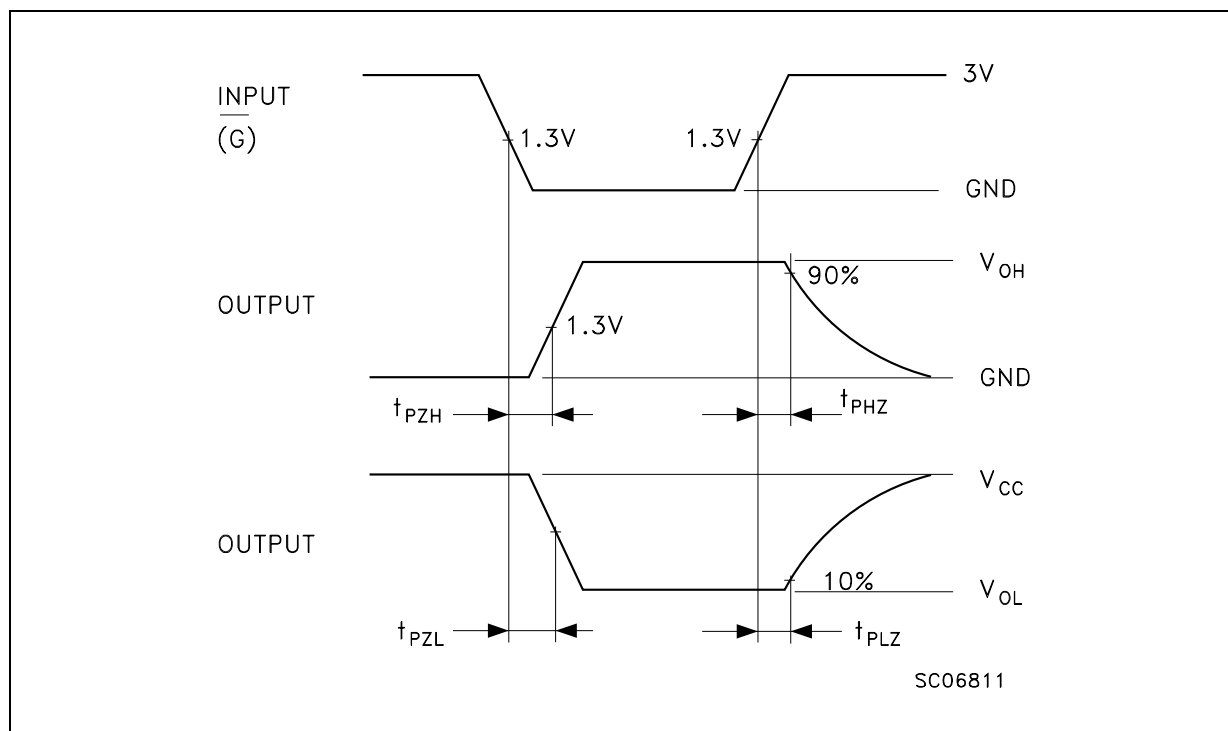 3V
INPUT
(G)
1.3V
1.3V
GND
VOH
90%
OUTPUT
1.3V
GND
tPZH
tPHZ
VCC
OUTPUT
10%
VOL
tPZL
tPLZ
SC06811